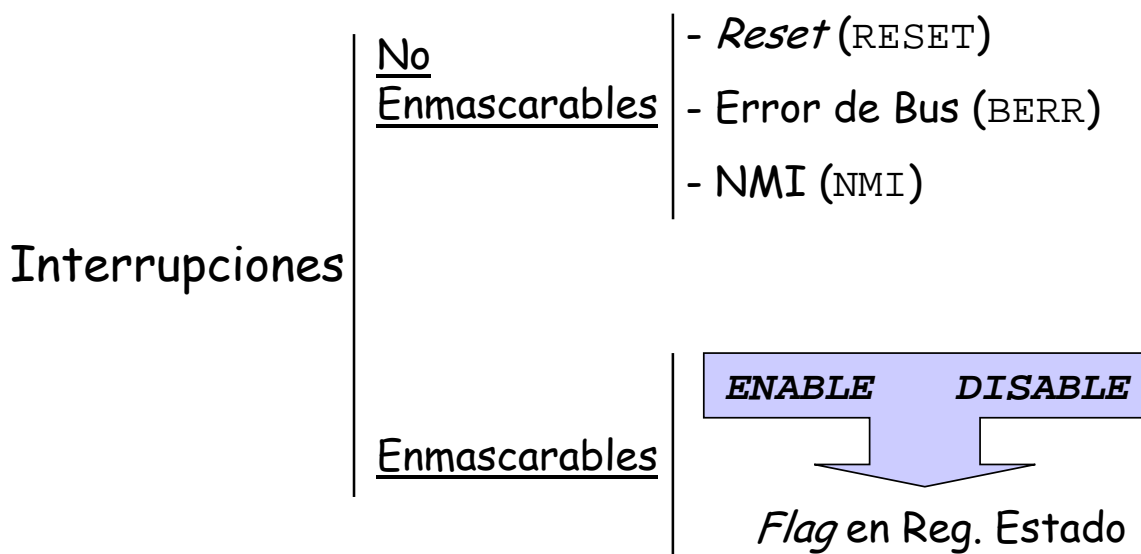 Interrupciones
No
Enmascarables
- Reset (RESET)
- Error de Bus (BERR)
- NMI (NMI)
Enmascarables
ENABLE DISABLE
Flag en Reg. Estado